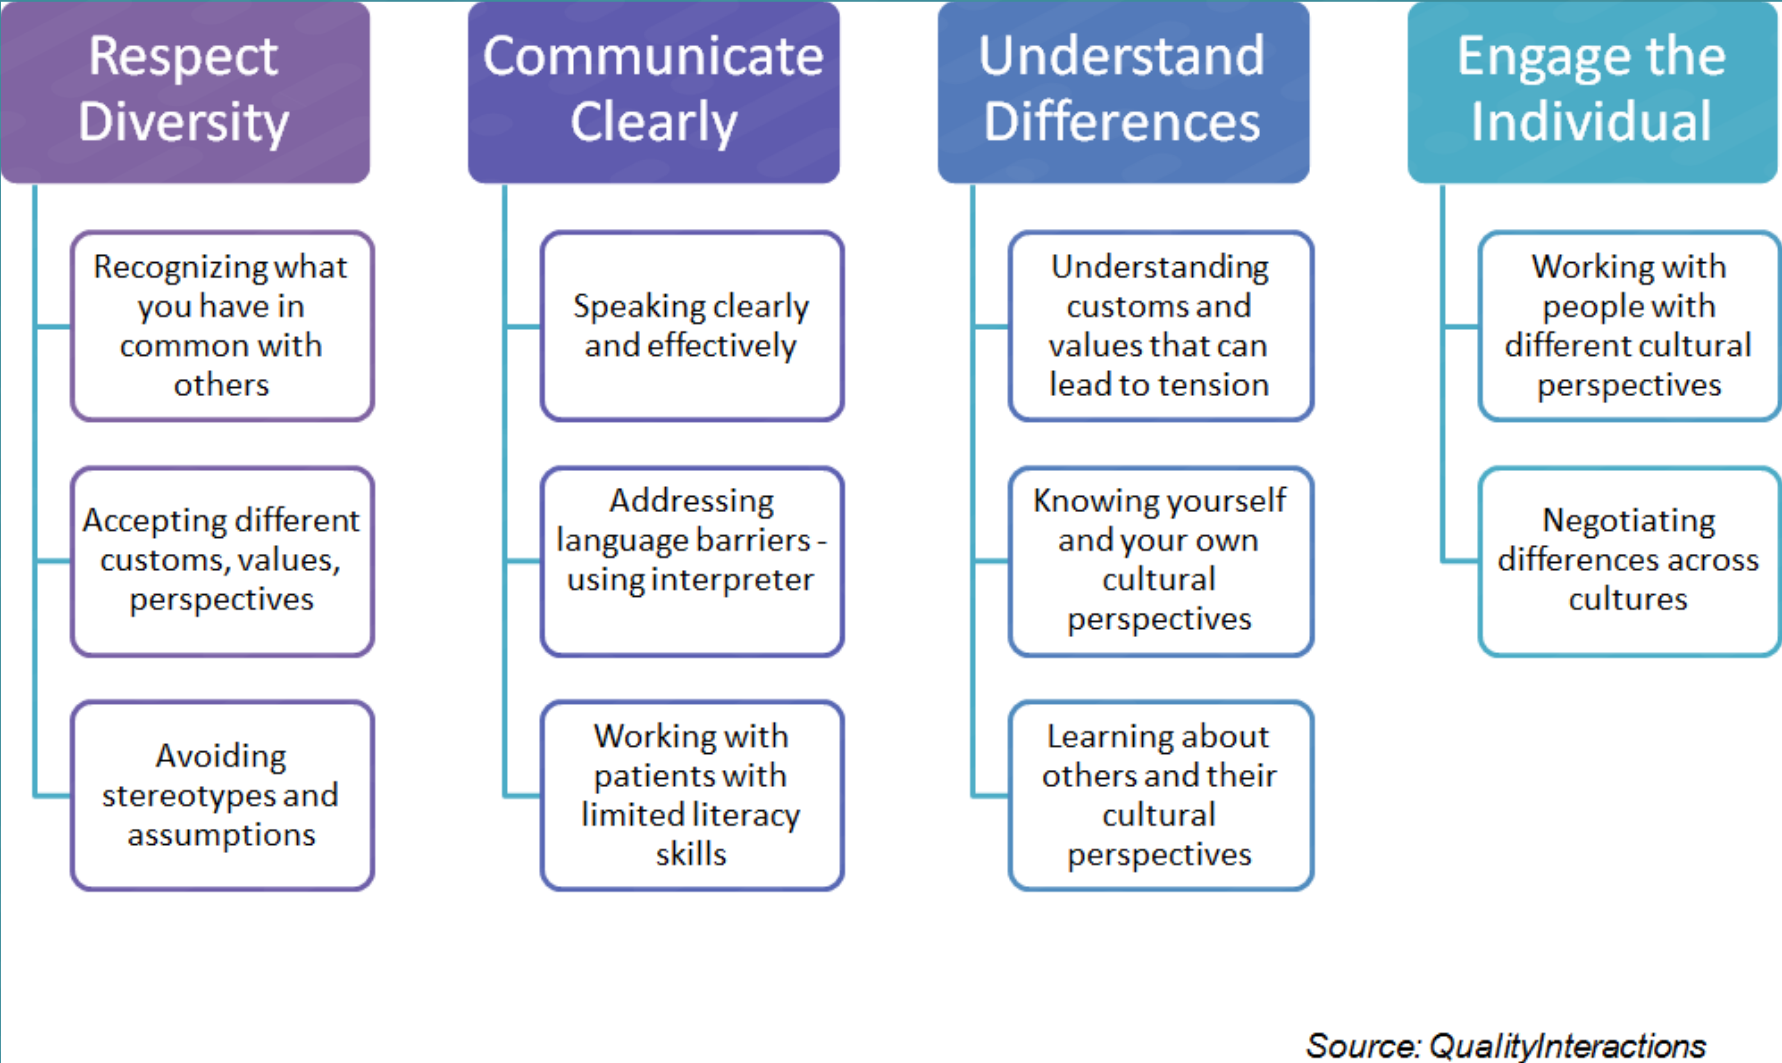 Respect
Diversity
Recognizing what
you have in
common with
others
Accepting different
customs, values,
perspectives
Avoiding
stereotypes and
assumptions
Communicate
Clearly
Speaking clearly
and effectively
Addressing
language barriers -
using interpreter
Working with
patients with
limited literacy
skills
Understand
Differences
Understanding
customs and
values that can
lead to tension
Knowing yourself
and your own
cultural
perspectives
Learning about
others and their
cultural
perspectives
Engage the
Individual
Working with
people with
different cultural
perspectives
Negotiating
differences across
cultures
Source: QualityInteractions